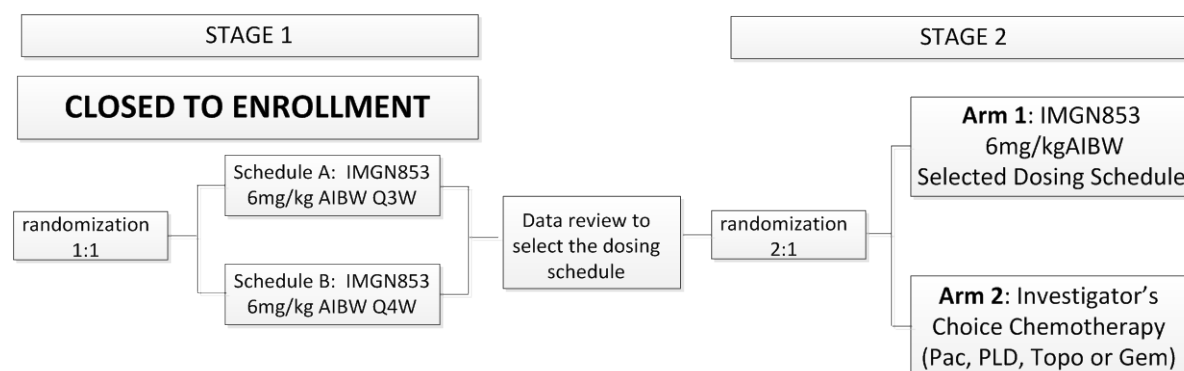 STAGE 1
CLOSED TO ENROLLMENT
randomization
1:1
Schedule A:  IMGN853
6mg/kg AIBW Q3W
Schedule B:  IMGN853
6mg/kg AIBW Q4W
Data review to
select the dosing
schedule
STAGE 2
randomization
2:1
Arm 1: IMGN853
6mg/kgAIBW
Selected Dosing Schedule
Arm 2: Investigator’s
Choice Chemotherapy
(Pac, PLD, Topo or Gem)